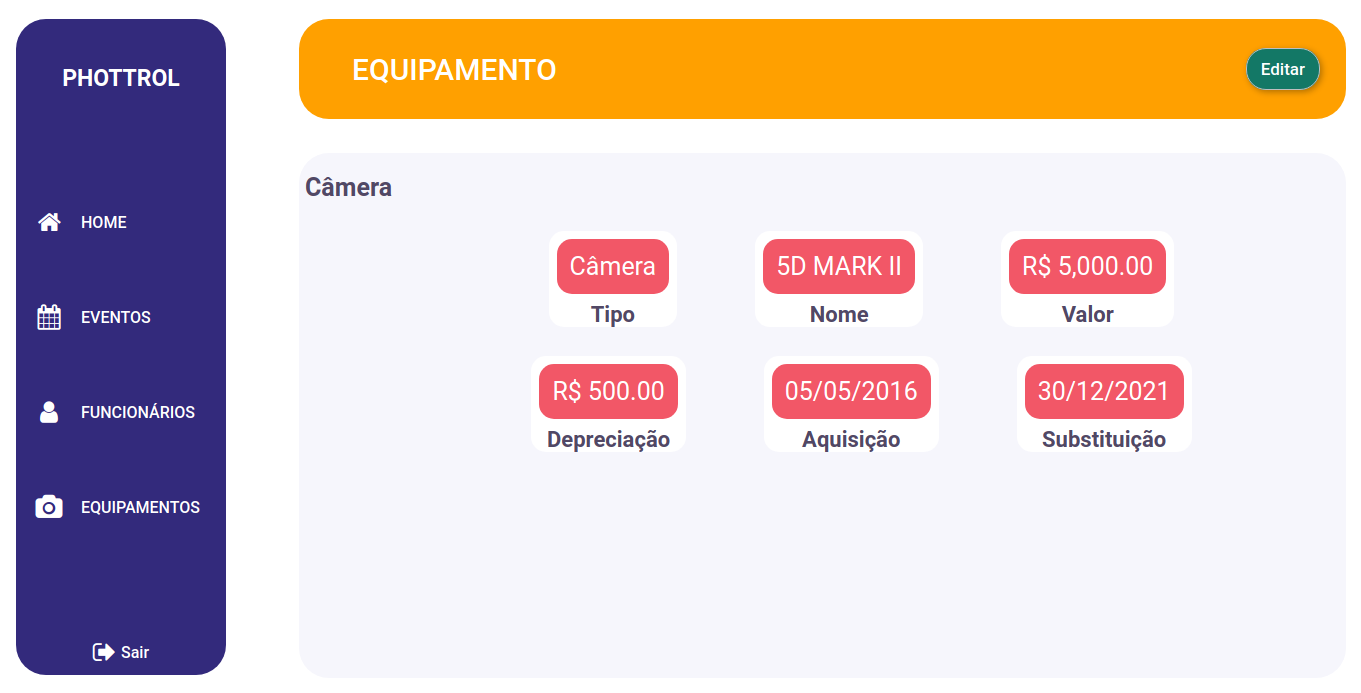 PHOTTROL
HOME
EVENTOS
FUNCIONÁRIOS
EQUIPAMENTOS
Sair
EQUIPAMENTO
Editar
Câmera
Câmera
Tipo
5D MARK II
Nome
R$ 5,000.00
Valor
R$ 500.00
Depreciação
05/05/2016
Aquisição
30/12/2021
Substituição